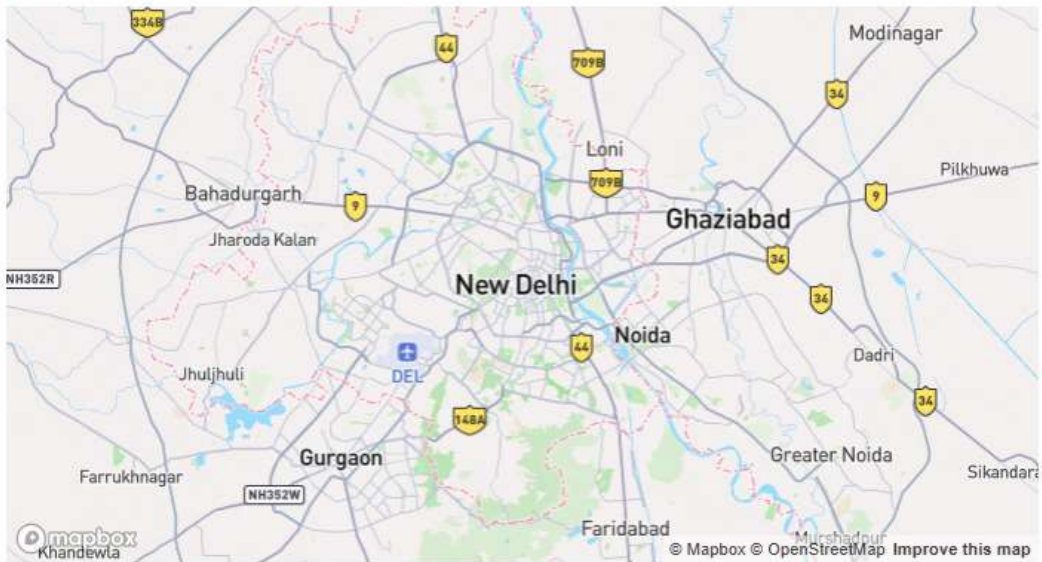 334B
44
709B
Modinagar
34
Loni
Pilkhuwa
709B
Bahadurgarh
9
9
Ghaziabad
Jharoda Kalan
34
NH352R
New Delhi
34
Noida
44
DEL
Dadri
Jhuljhuli
34
148A
Gurgaon
Greater Noida
Farrukhnagar
Sikandara
NH352W
Faridabad
mapbox
Khandewla
Murshadpur
© Mapbox © OpenStreetMap Improve this map